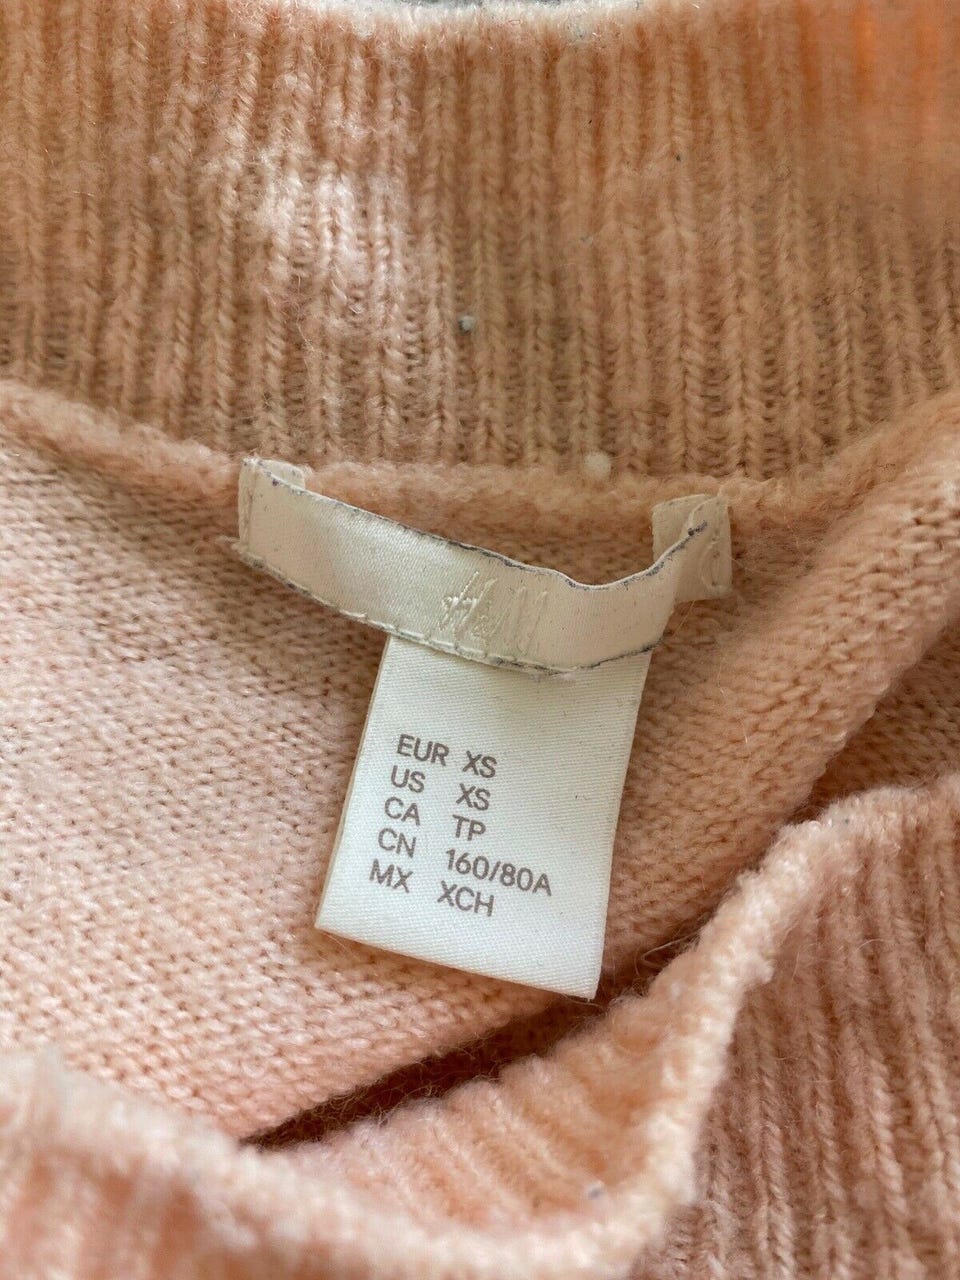 H&M
EUR XS
US XS
CA TP
CN 160/80A
MX XCH